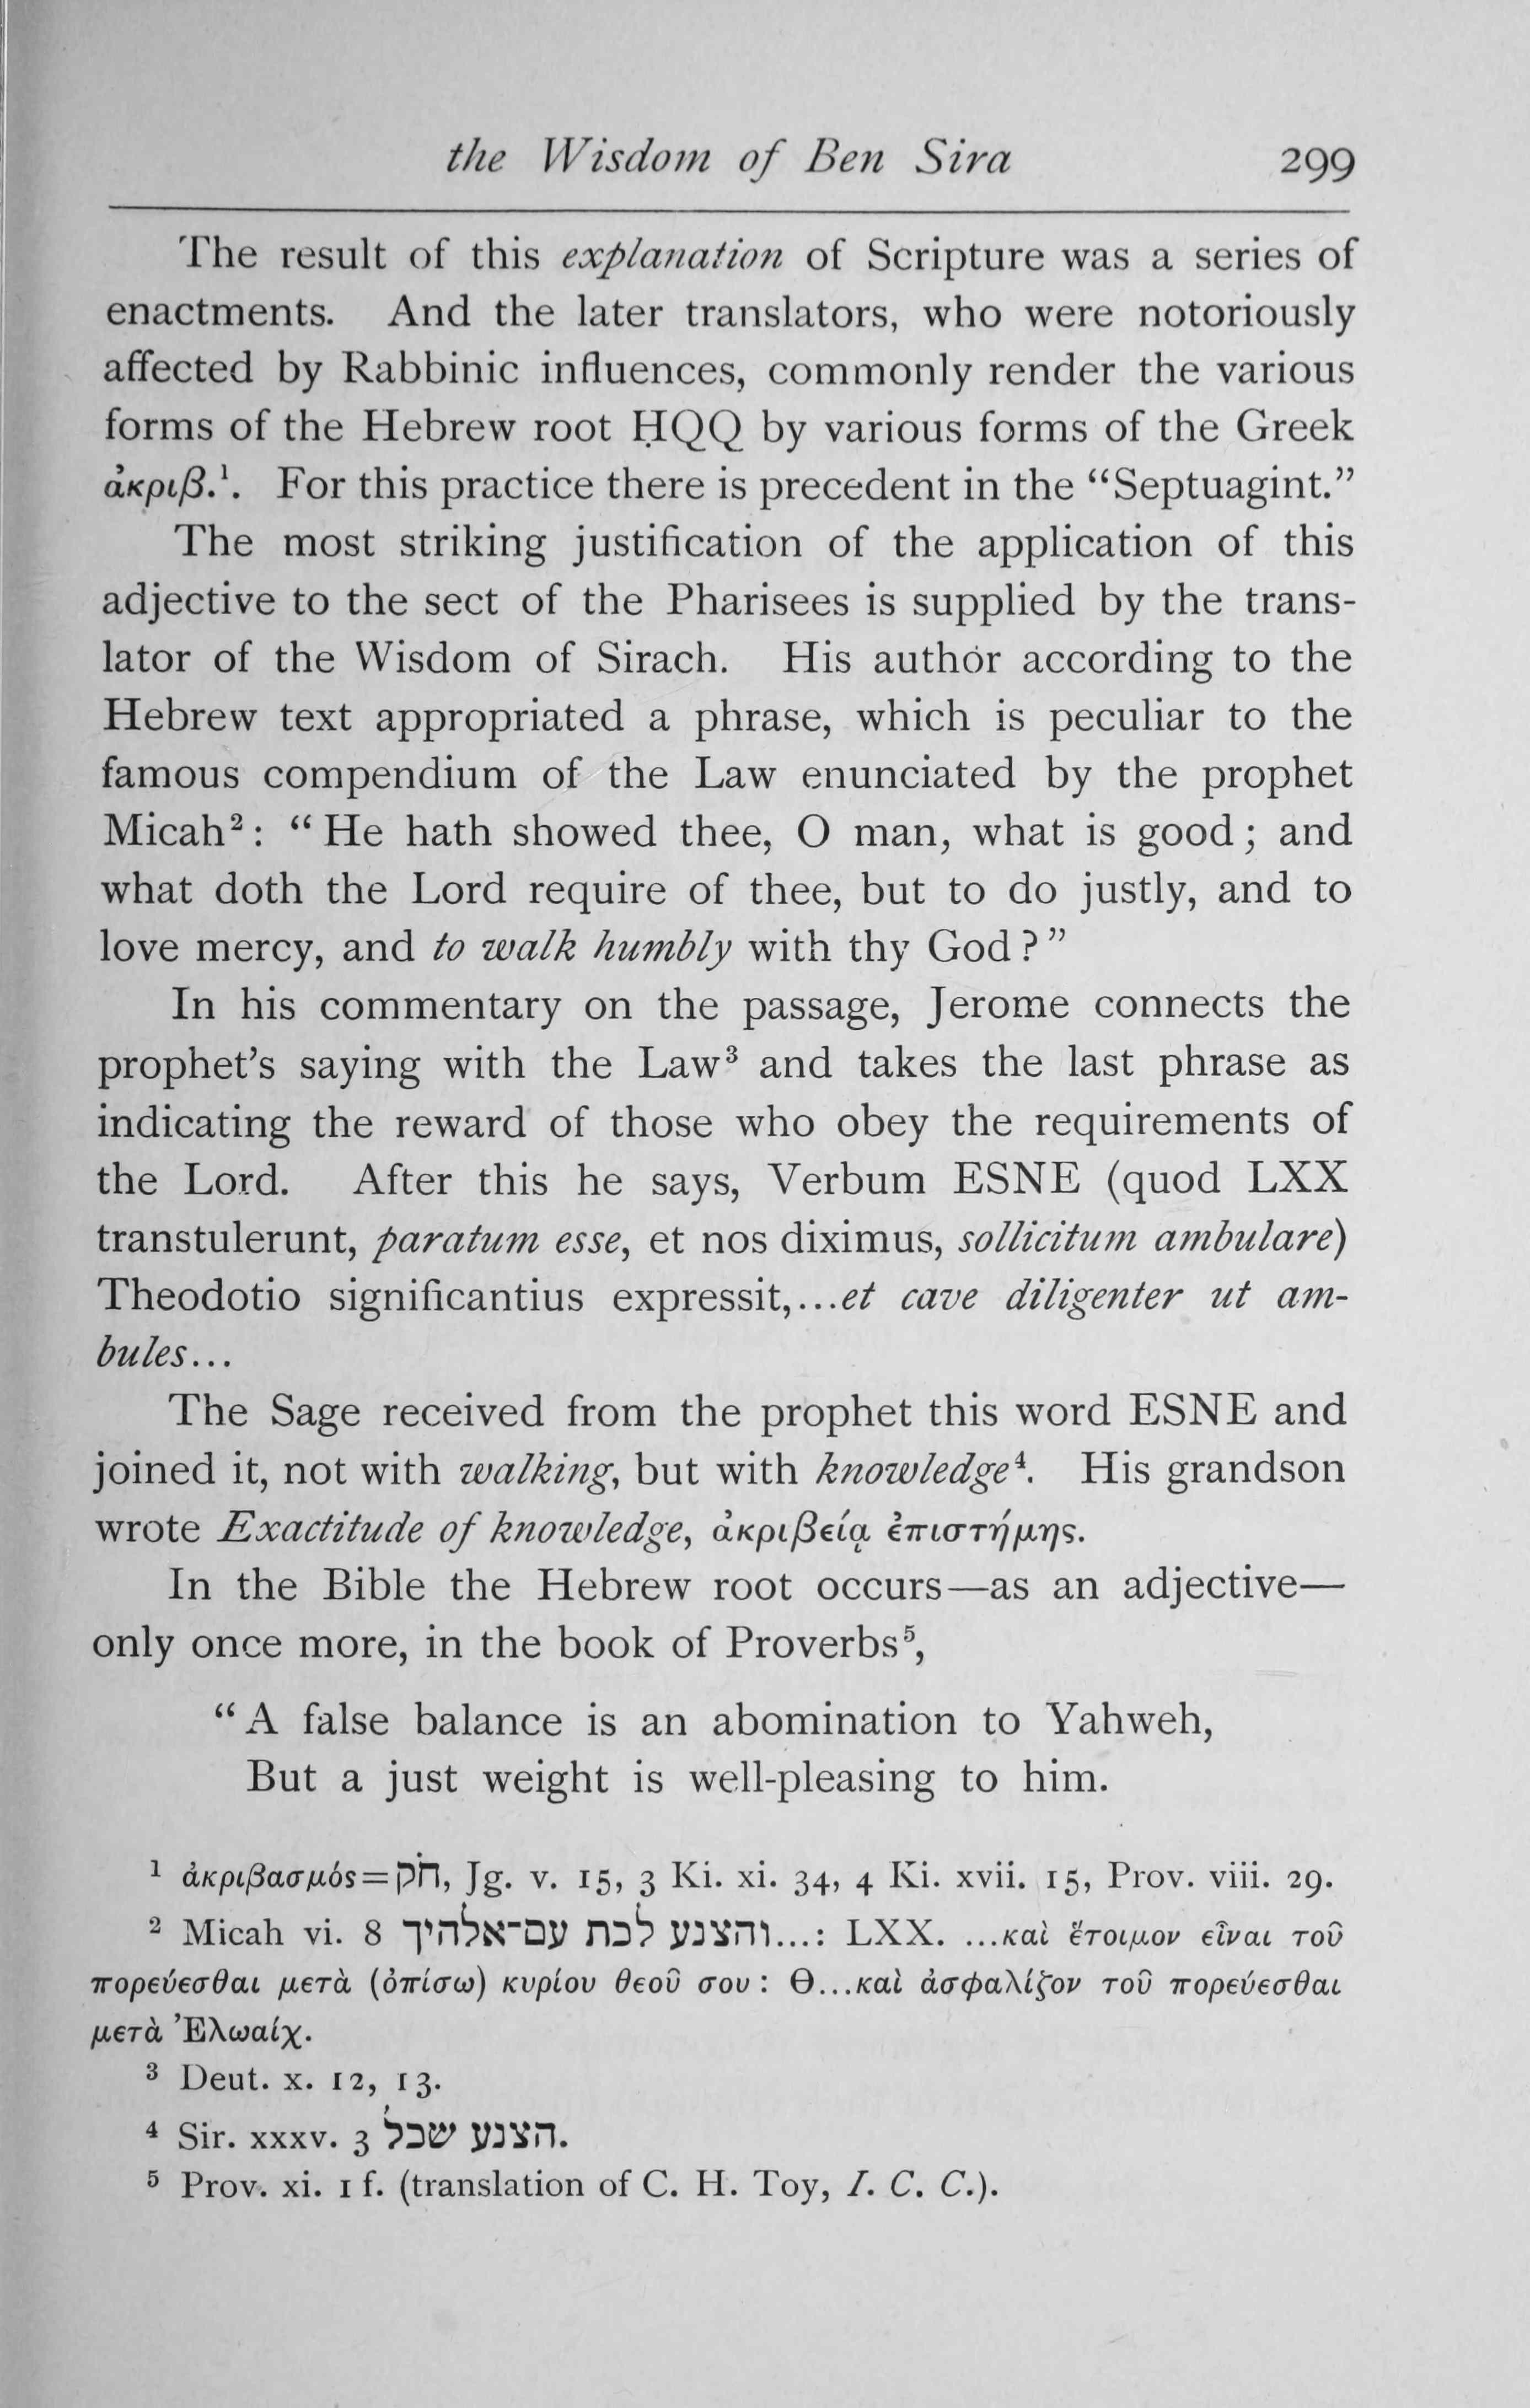 the Wisdom of Ben Sira 299
The result of this explanation of Scripture was a series of
enactments. And the later translators, who were notoriously
affected by Rabbinic influences, commonly render the various
forms of the Hebrew root ḤQQ by various forms of the Greek
ἀκριβ.¹. For this practice there is precedent in the “Septuagint.”
The most striking justification of the application of this
adjective to the sect of the Pharisees is supplied by the trans-
lator of the Wisdom of Sirach. His author according to the
Hebrew text appropriated a phrase, which is peculiar to the
famous compendium of the Law enunciated by the prophet
Micah²: “He hath showed thee, O man, what is good; and
what doth the Lord require of thee, but to do justly, and to
love mercy, and to walk humbly with thy God?”
In his commentary on the passage, Jerome connects the
prophet’s saying with the Law³ and takes the last phrase as
indicating the reward of those who obey the requirements of
the Lord. After this he says, Verbum ESNE (quod LXX
transtulerunt, paratum esse, et nos diximus, sollicitum ambulare)
Theodotio significantius expressit,...et cave diligenter ut am-
bules...
The Sage received from the prophet this word ESNE and
joined it, not with walking, but with knowledge⁴. His grandson
wrote Exactitude of knowledge, ἀκριβείᾳ ἐπιστήμης.
In the Bible the Hebrew root occurs—as an adjective—
only once more, in the book of Proverbs⁵,
“A false balance is an abomination to Yahweh,
But a just weight is well-pleasing to him.
¹ ἀκριβασμός=חֹק, Jg. v. 15, 3 Ki. xi. 34, 4 Ki. xvii. 15, Prov. viii. 29.
² Micah vi. 8 והצנע לכת עם־אלהיך...: LXX. ...καὶ ἕτοιμον εἶναι τοῦ
πορεύεσθαι μετὰ (ὀπίσω) κυρίου θεοῦ σου: Θ...καὶ ἀσφαλίζον τοῦ πορεύεσθαι
μετὰ Ἐλωαίχ.
³ Deut. x. 12, 13.
⁴ Sir. xxxv. 3 הצנע שכל.
⁵ Prov. xi. 1 f. (translation of C. H. Toy, I. C. C.).